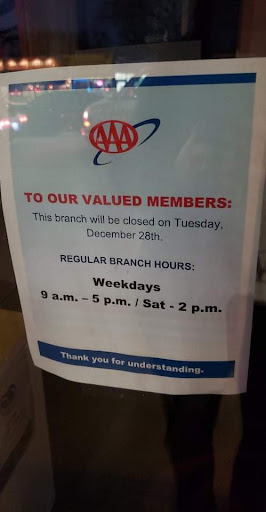 AAA
TO OUR VALUED MEMBERS:
This branch will be closed on Tuesday,
December 28th.
REGULAR BRANCH HOURS:
Weekdays
9 a.m. – 5 p.m. / Sat - 2 p.m.
Thank you for understanding.